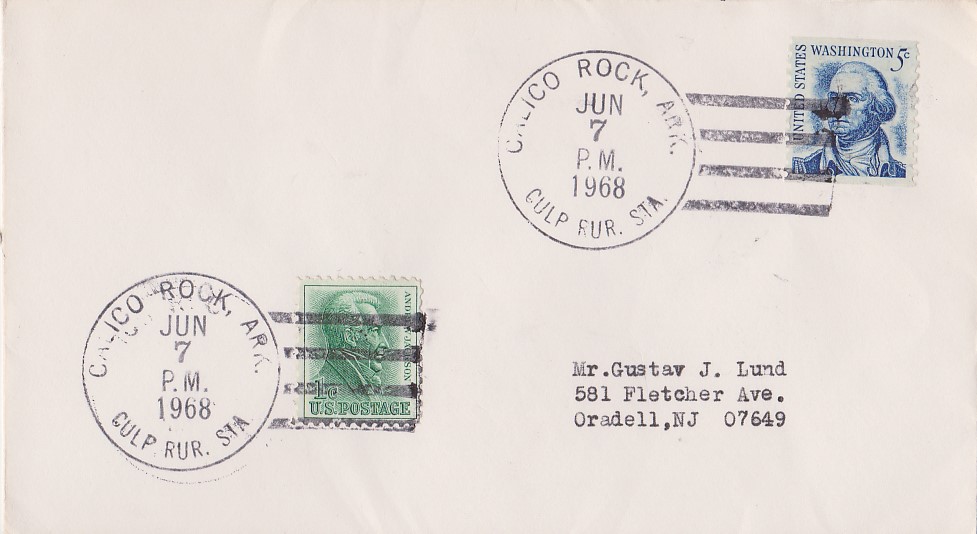 CALICO ROCK, ARK.
JUN
7
P.M.
1968
CULP RUR. STA.
UNITED STATES
WASHINGTON 5c
CALICO ROCK, ARK.
JUN
7
P.M.
1968
CULP RUR. STA
ANDREW JACKSON
1c
U.S. POSTAGE
Mr.Gustav J. Lund
581 Fletcher Ave.
Oradell,NJ 07649